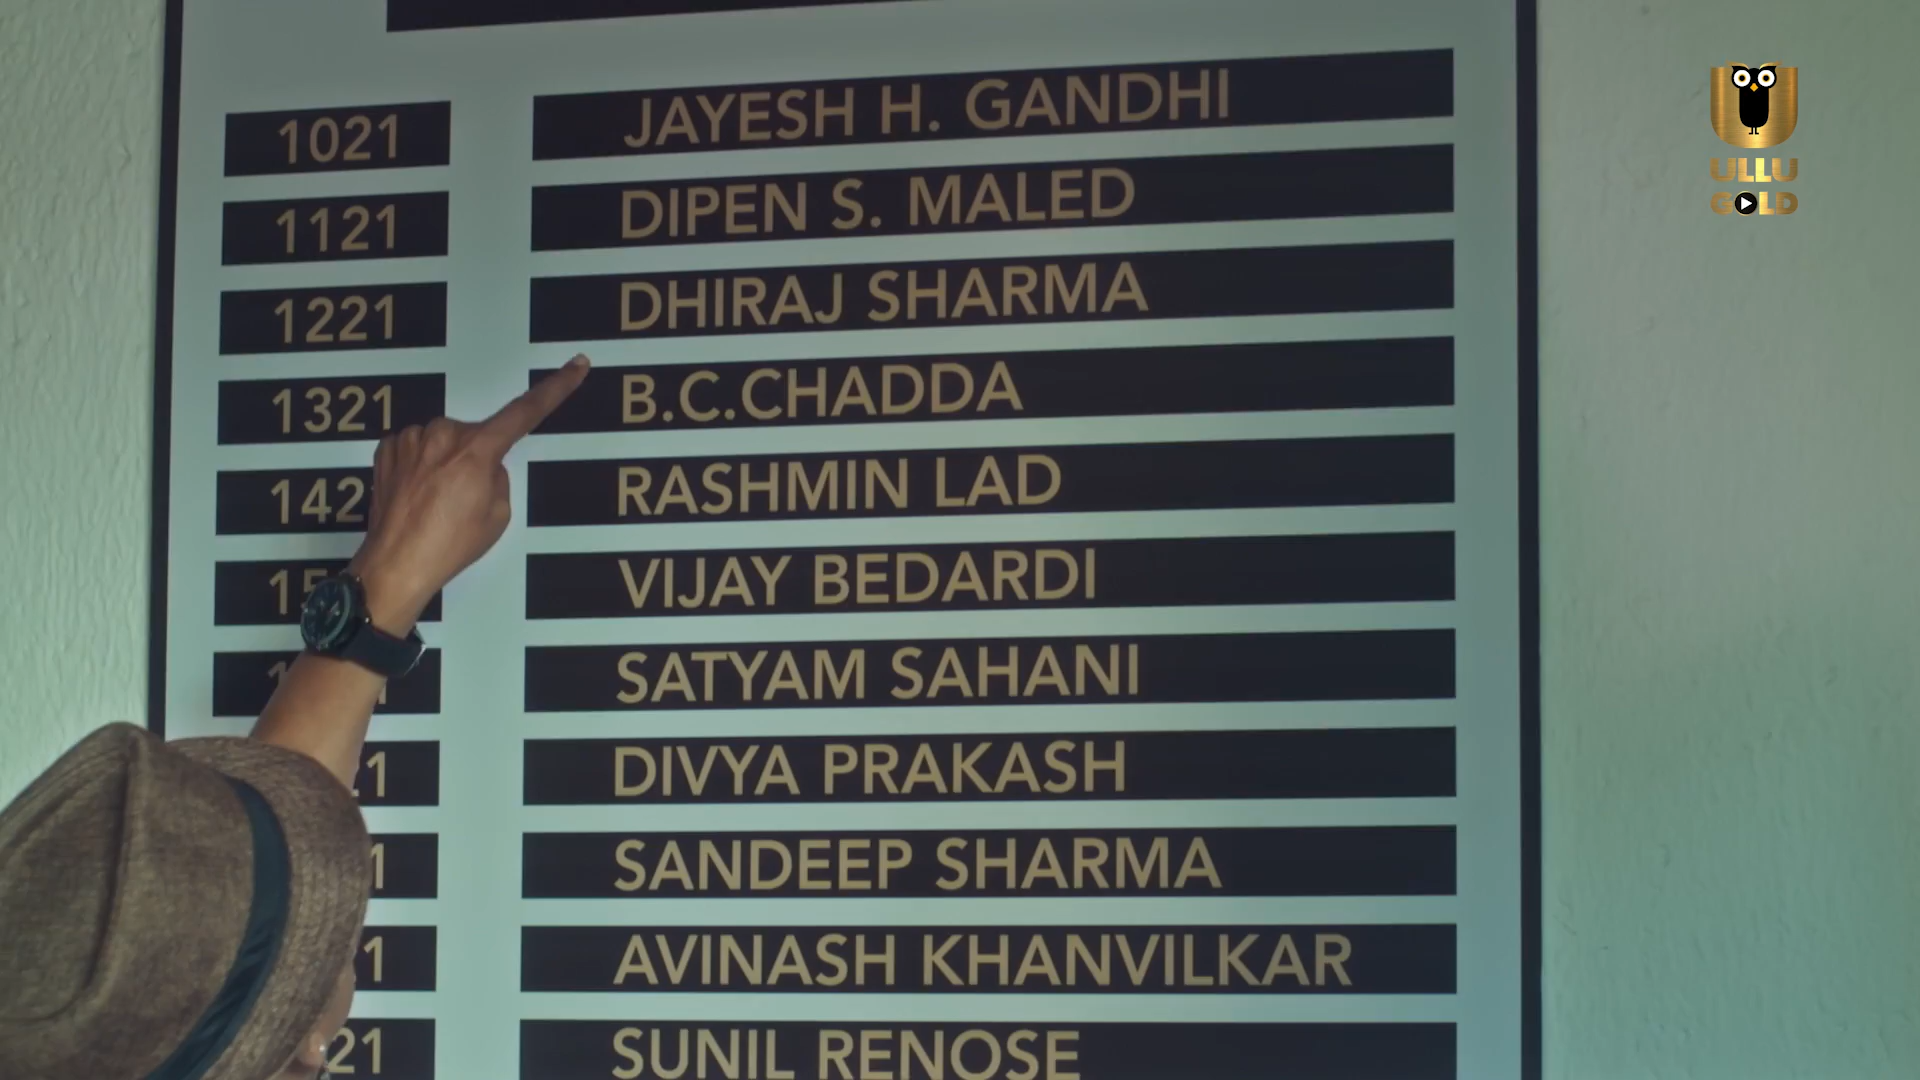 1021 JAYESH H. GANDHI
1121 DIPEN S. MALED
1221 DHIRAJ SHARMA
1321 B.C.CHADDA
RASHMIN LAD
VIJAY BEDARDI
SATYAM SAHANI
DIVYA PRAKASH
SANDEEP SHARMA
AVINASH KHANVILKAR
SUNIL RENOSE
ULLU
GOLD